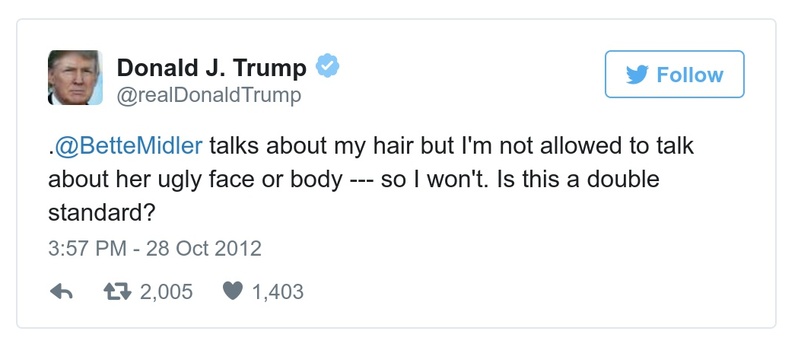 Donald J. Trump
@realDonaldTrump
Follow
.@BetteMidler talks about my hair but I'm not allowed to talk
about her ugly face or body --- so I won't. Is this a double
standard?
3:57 PM - 28 Oct 2012
2,005 1,403